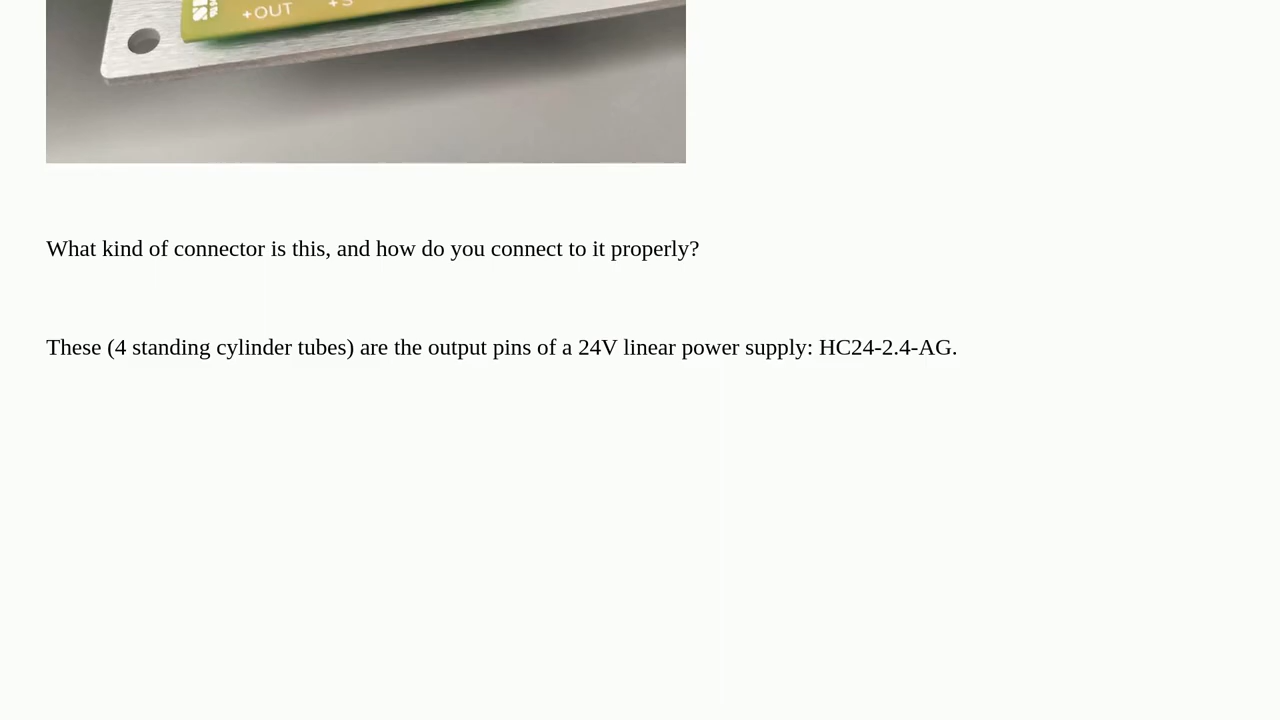 +OUT +S
What kind of connector is this, and how do you connect to it properly?
These (4 standing cylinder tubes) are the output pins of a 24V linear power supply: HC24-2.4-AG.